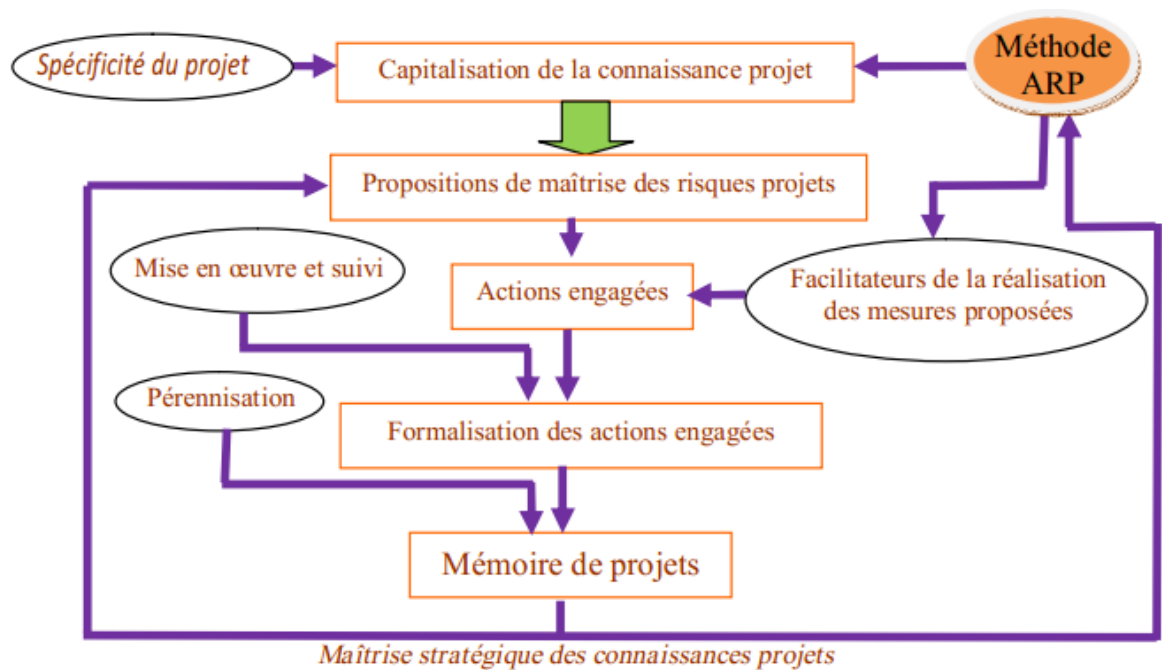 Spécificité du projet
Capitalisation de la connaissance projet
Méthode
ARP
Propositions de maîtrise des risques projets
Mise en œuvre et suivi
Actions engagées
Facilitateurs de la réalisation
des mesures proposées
Pérennisation
Formalisation des actions engagées
Mémoire de projets
Maîtrise stratégique des connaissances projets